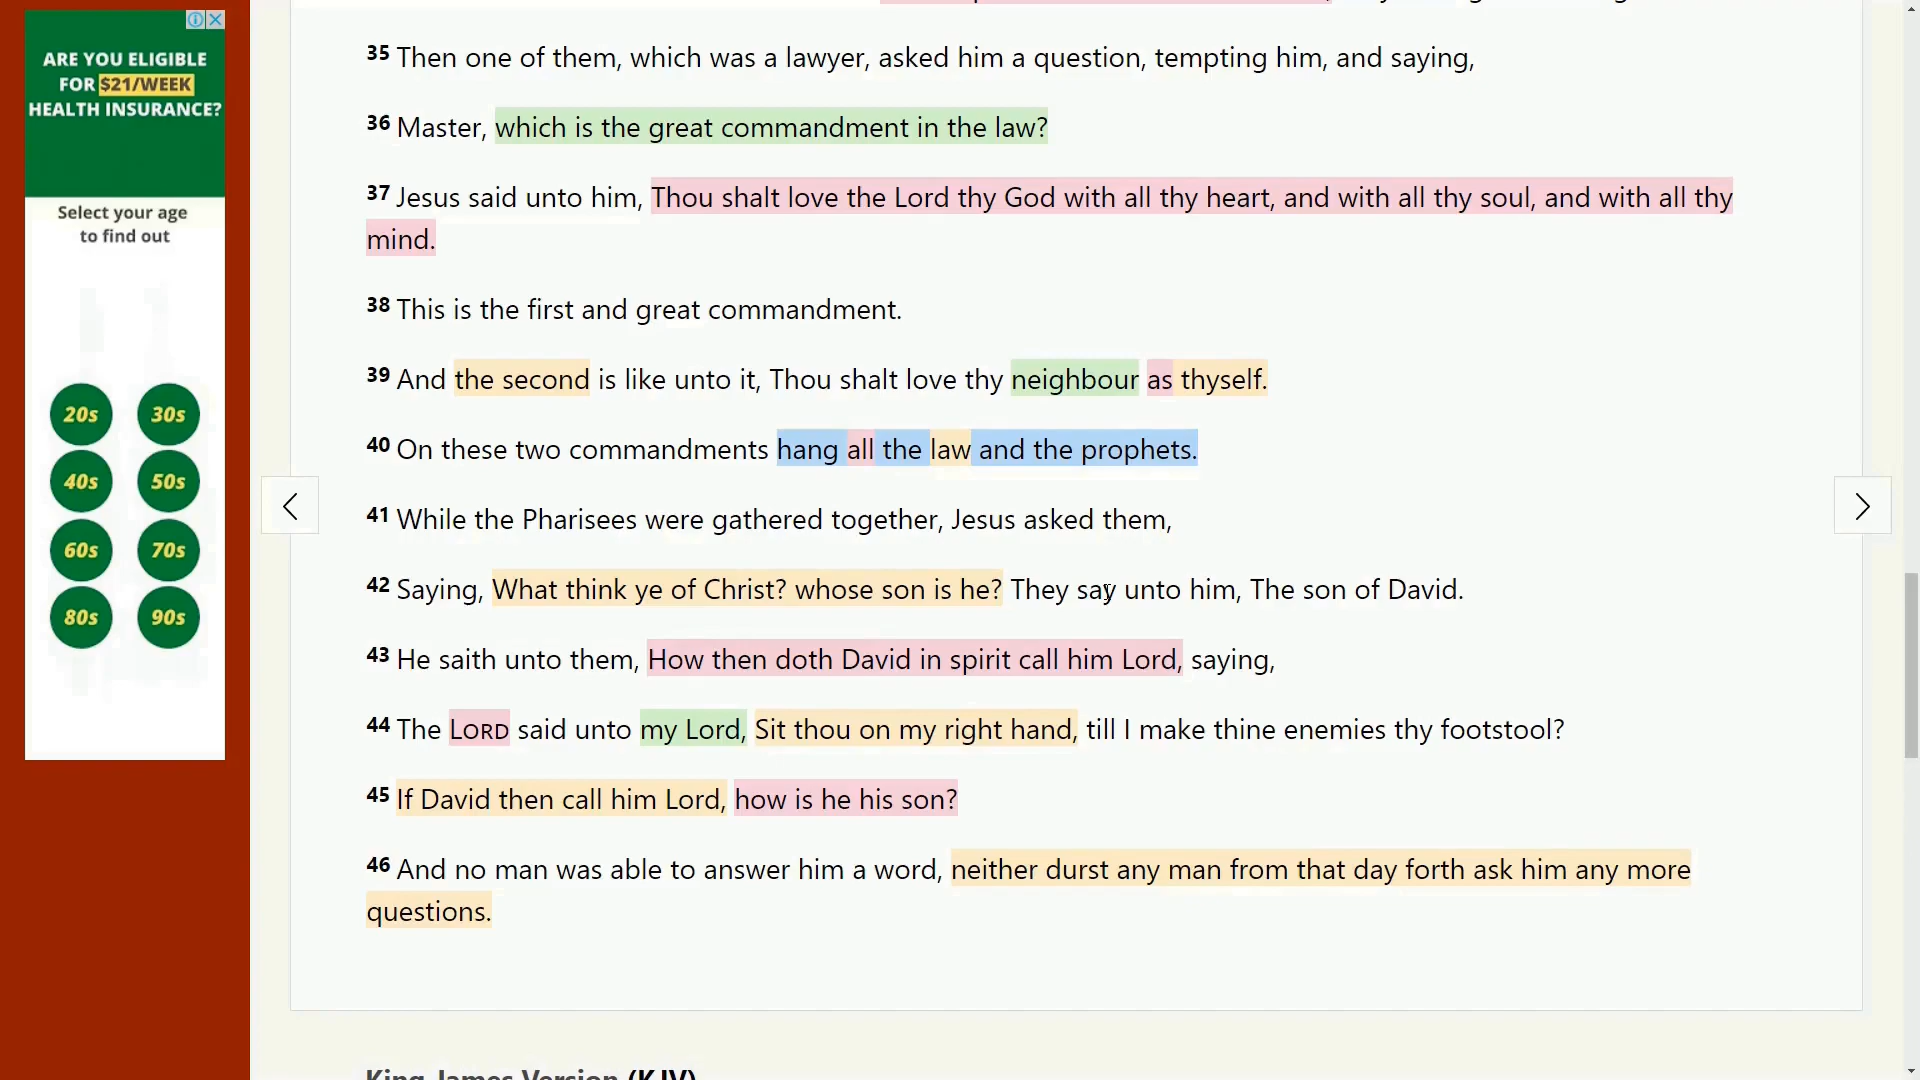 ARE YOU ELIGIBLE
FOR $21/WEEK
HEALTH INSURANCE?
Select your age
to find out
20s 30s
40s 50s
60s 70s
80s 90s
35 Then one of them, which was a lawyer, asked him a question, tempting him, and saying,
36 Master, which is the great commandment in the law?
37 Jesus said unto him, Thou shalt love the Lord thy God with all thy heart, and with all thy soul, and with all thy
mind.
38 This is the first and great commandment.
39 And the second is like unto it, Thou shalt love thy neighbour as thyself.
40 On these two commandments hang all the law and the prophets.
41 While the Pharisees were gathered together, Jesus asked them,
42 Saying, What think ye of Christ? whose son is he? They say unto him, The son of David.
43 He saith unto them, How then doth David in spirit call him Lord, saying,
44 The LORD said unto my Lord, Sit thou on my right hand, till I make thine enemies thy footstool?
45 If David then call him Lord, how is he his son?
46 And no man was able to answer him a word, neither durst any man from that day forth ask him any more
questions.
King James Version (KJV)